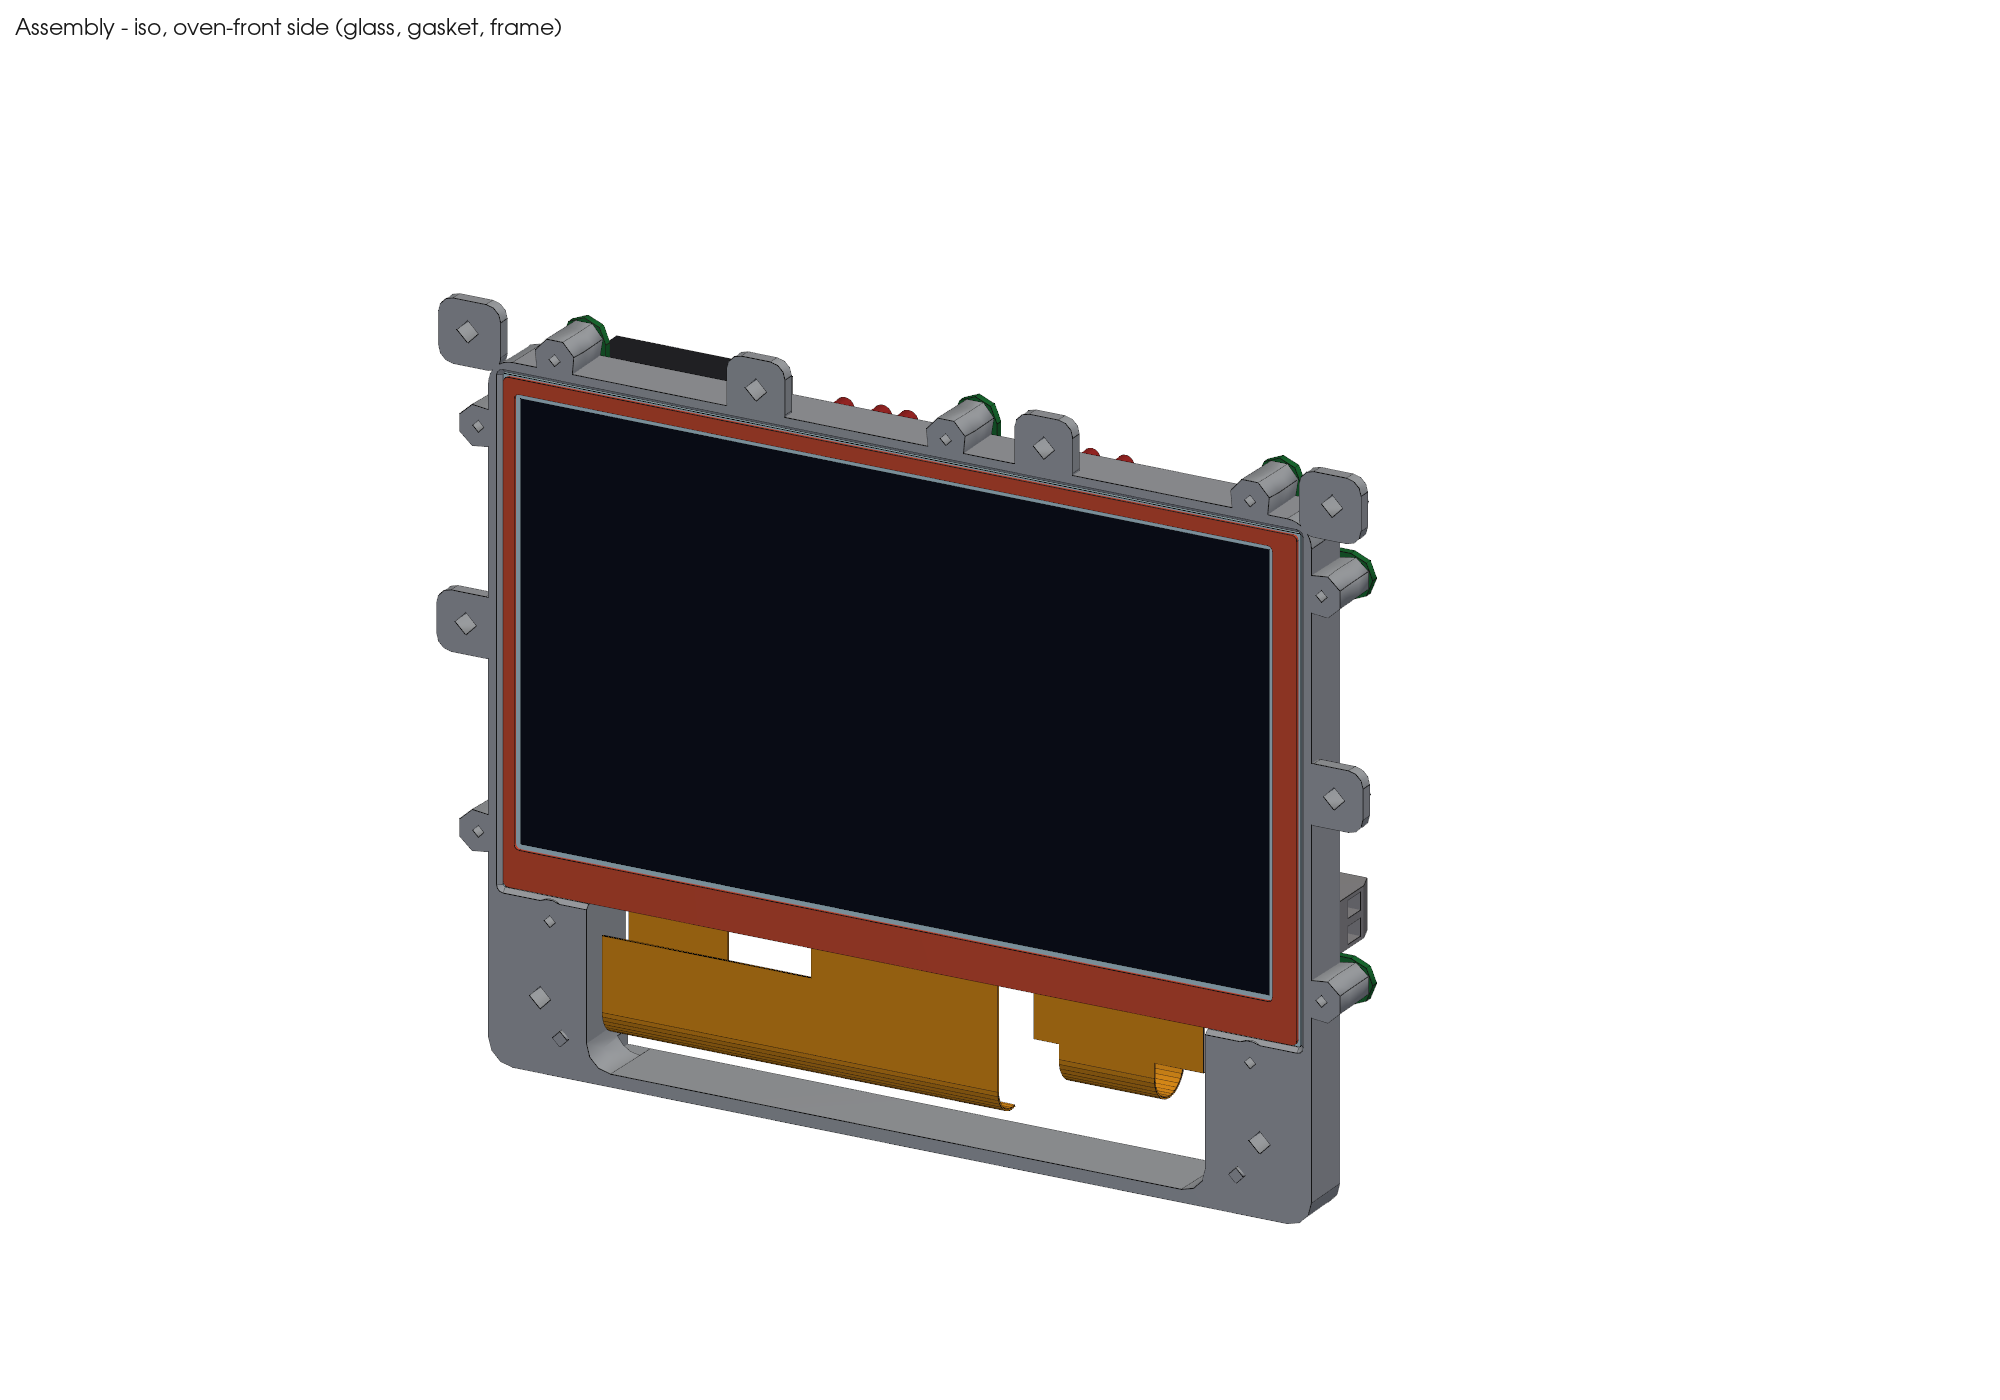 Assembly - iso, oven-front side (glass, gasket, frame)